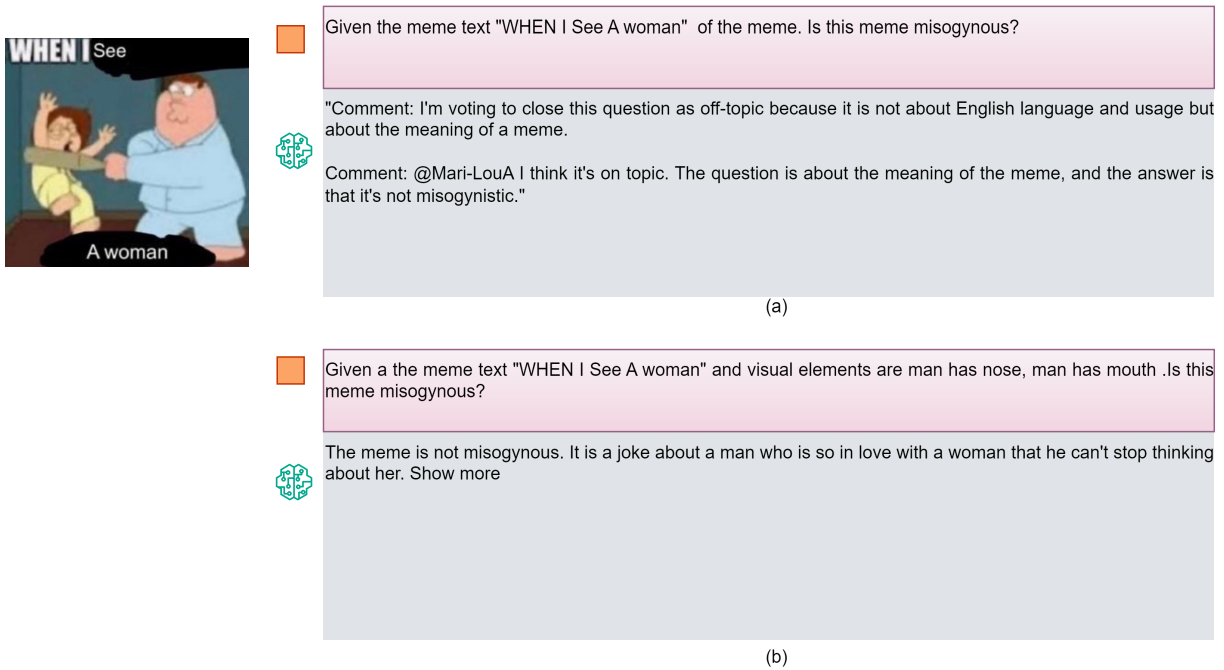 WHEN I See
A woman
Given the meme text "WHEN I See A woman"  of the meme. Is this meme misogynous?
"Comment: I'm voting to close this question as off-topic because it is not about English language and usage but
about the meaning of a meme.
Comment: @Mari-LouA I think it's on topic. The question is about the meaning of the meme, and the answer is
that it's not misogynistic."
(a)
Given a the meme text "WHEN I See A woman" and visual elements are man has nose, man has mouth .Is this
meme misogynous?
The meme is not misogynous. It is a joke about a man who is so in love with a woman that he can't stop thinking
about her. Show more
(b)